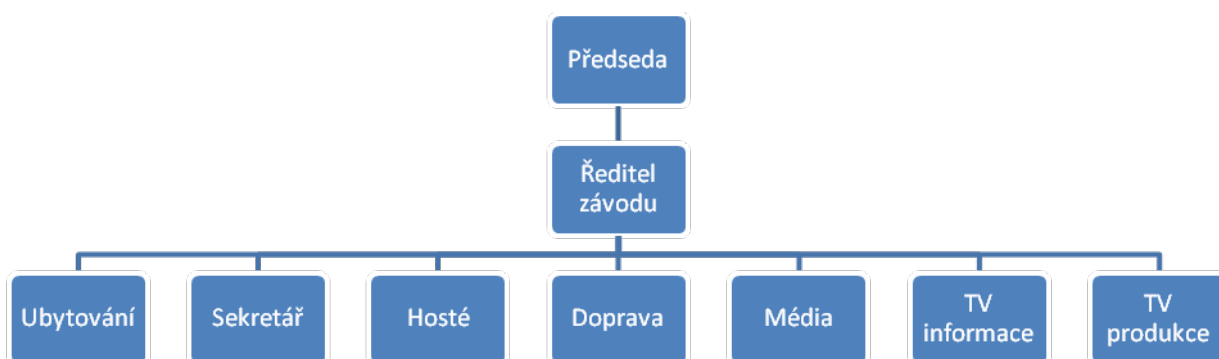 Předseda
Ředitel
závodu
Ubytování
Sekretář
Hosté
Doprava
Média
TV
informace
TV
produkce